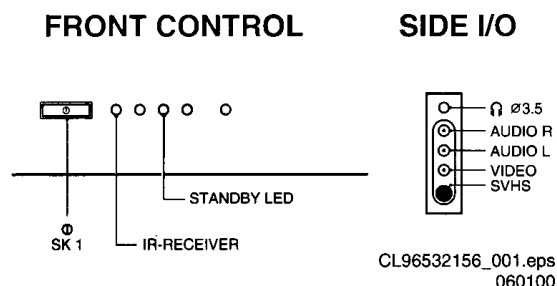 FRONT CONTROL
SIDE I/O
ø3.5
AUDIO R
AUDIO L
VIDEO
SVHS
STANDBY LED
SK 1
IR-RECEIVER
CL96532156_001.eps
060100